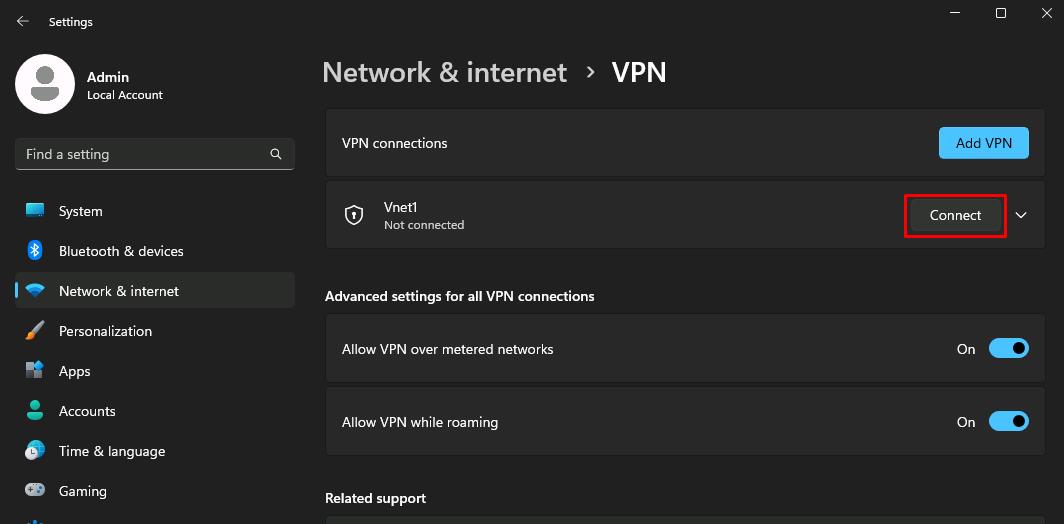 Settings
Admin
Local Account
Find a setting
System
Bluetooth & devices
Network & internet
Personalization
Apps
Accounts
Time & language
Gaming
Network & internet › VPN
VPN connections
Add VPN
Vnet1
Not connected
Connect
Advanced settings for all VPN connections
Allow VPN over metered networks
On
Allow VPN while roaming
On
Related support